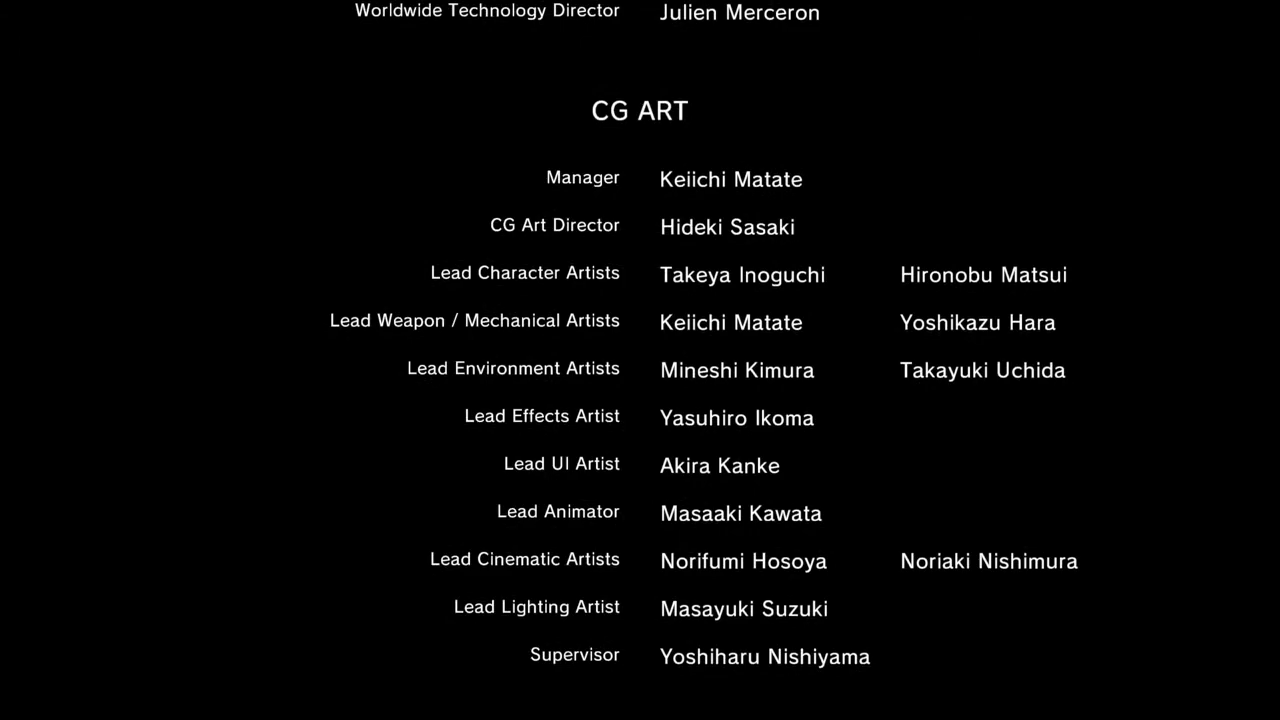 Worldwide Technology Director Julien Merceron
CG ART
Manager Keiichi Matate
CG Art Director Hideki Sasaki
Lead Character Artists Takeya Inoguchi Hironobu Matsui
Lead Weapon / Mechanical Artists Keiichi Matate Yoshikazu Hara
Lead Environment Artists Mineshi Kimura Takayuki Uchida
Lead Effects Artist Yasuhiro Ikoma
Lead UI Artist Akira Kanke
Lead Animator Masaaki Kawata
Lead Cinematic Artists Norifumi Hosoya Noriaki Nishimura
Lead Lighting Artist Masayuki Suzuki
Supervisor Yoshiharu Nishiyama